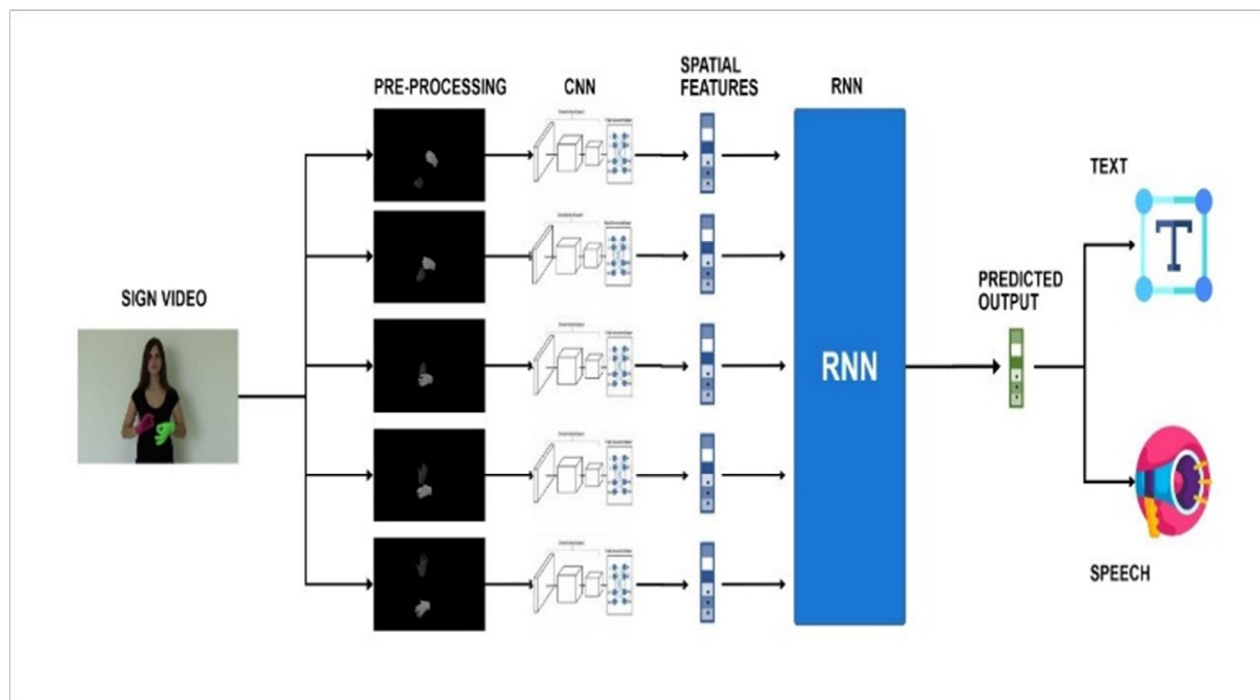 SIGN VIDEO
PRE-PROCESSING
CNN
SPATIAL
FEATURES
RNN
RNN
PREDICTED
OUTPUT
TEXT
T
SPEECH